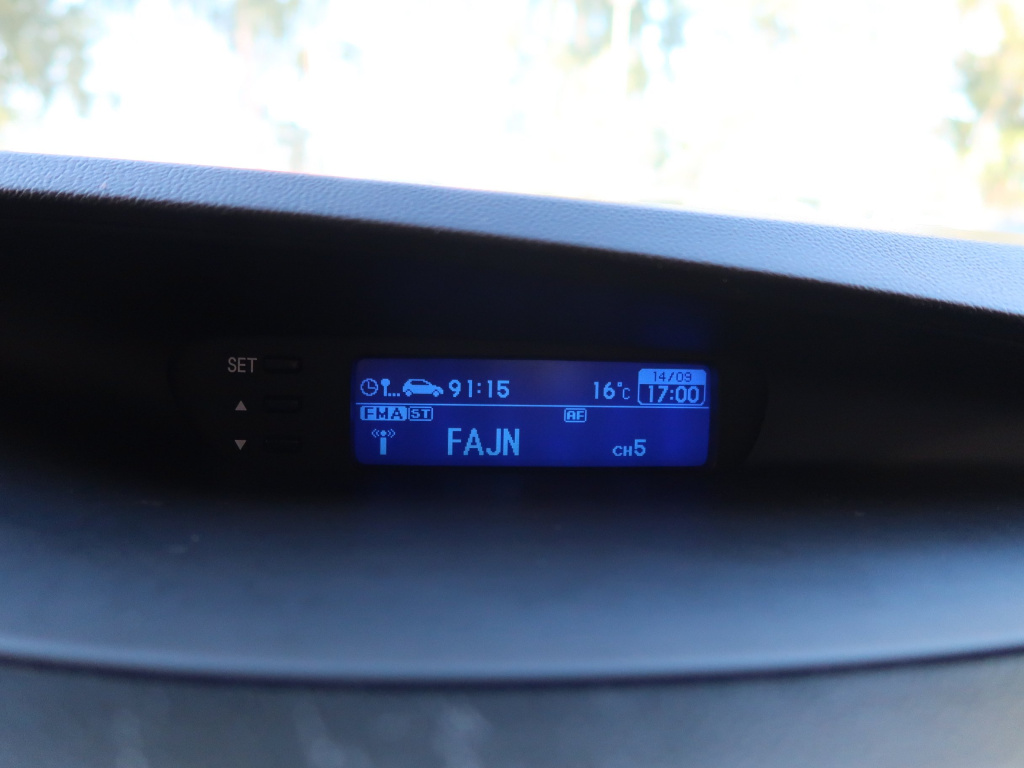 SET
91:15 16°C 14/09 17:00
FMA ST AF
FAJN CH5